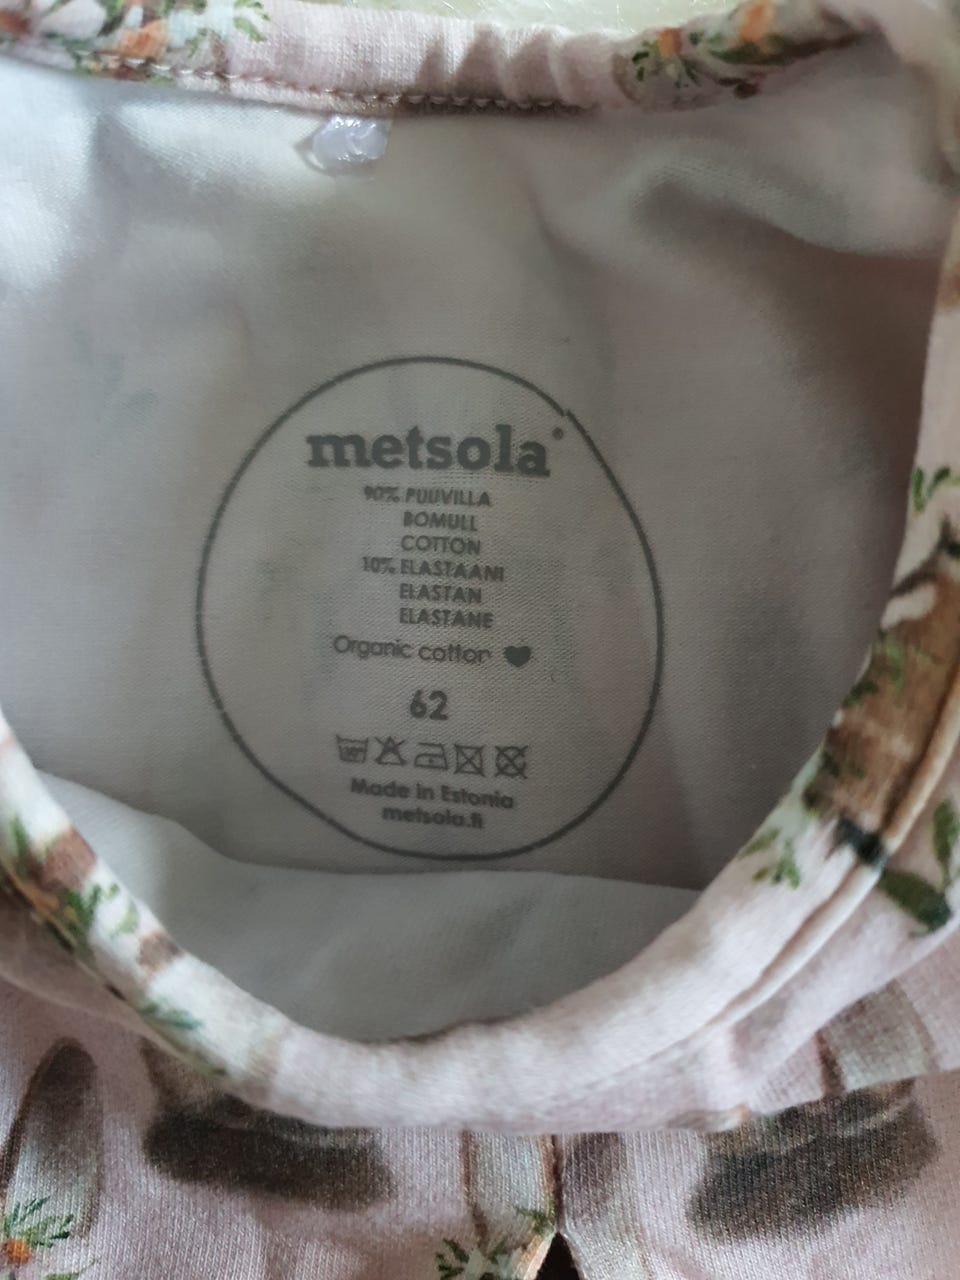 metsola®
90% PUUVILLA
BOMULL
COTTON
10% ELASTAANI
ELASTAN
ELASTANE
Organic cotton
62
Made in Estonia
metsola.fi